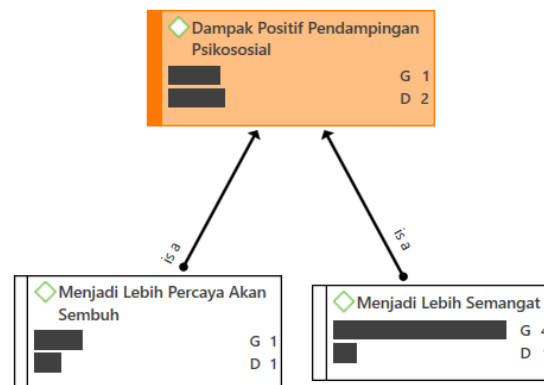 Dampak Positif Pendampingan
Psikososial
G 1
D 2
is a
is a
Menjadi Lebih Percaya Akan
Sembuh
G 1
D 1
Menjadi Lebih Semangat
G
D